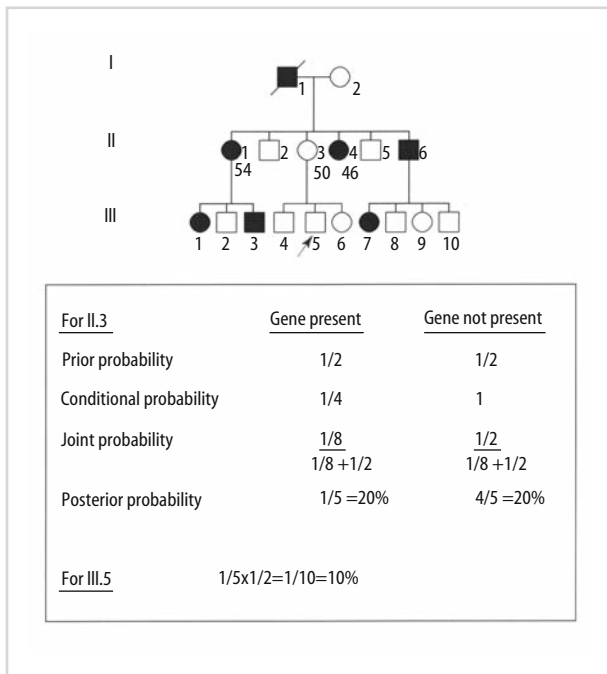 I
1 2
II
1 2 3 4 5 6
54 50 46
III
1 2 3 4 5 6 7 8 9 10
For II.3 Gene present Gene not present
Prior probability 1/2 1/2
Conditional probability 1/4 1
Joint probability 1/8 1/2
1/8 +1/2 1/8 +1/2
Posterior probability 1/5 =20% 4/5 =20%
For III.5 1/5x1/2=1/10=10%